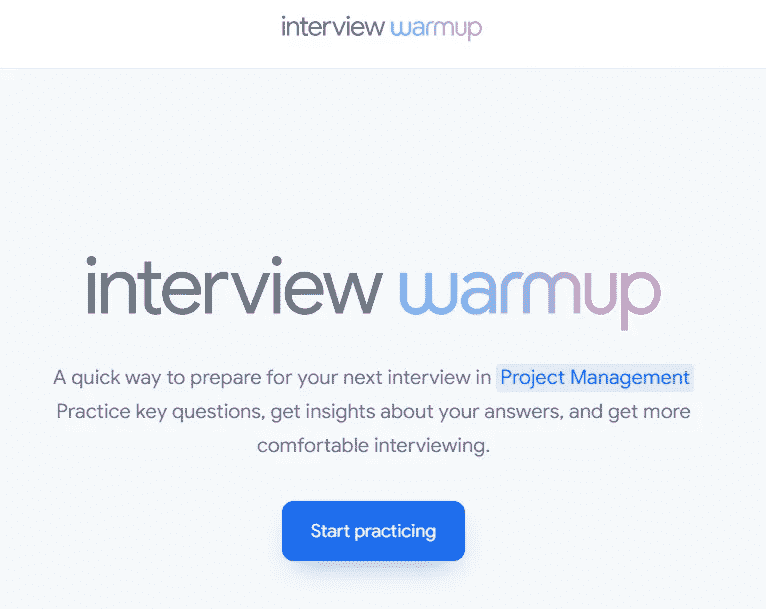 interview warmup
interview warmup
A quick way to prepare for your next interview in Project Management
Practice key questions, get insights about your answers, and get more
comfortable interviewing.
Start practicing